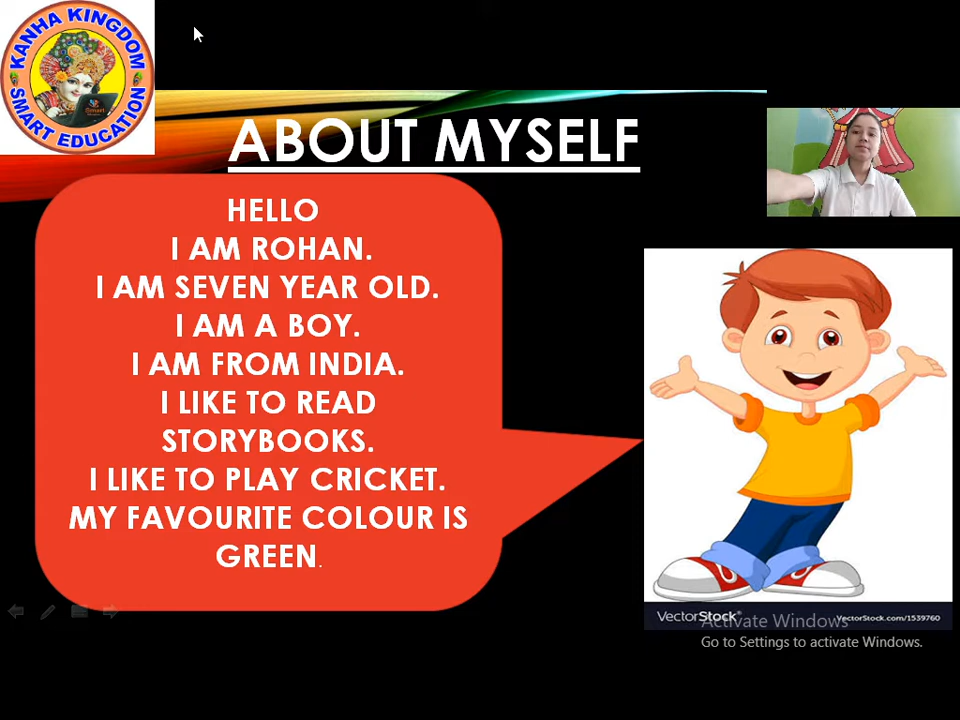 KANHA KINGDOM
SMART EDUCATION
ABOUT MYSELF
HELLO
I AM ROHAN.
I AM SEVEN YEAR OLD.
I AM A BOY.
I AM FROM INDIA.
I LIKE TO READ
STORYBOOKS.
I LIKE TO PLAY CRICKET.
MY FAVOURITE COLOUR IS
GREEN.
VectorStock®
VectorStock.com/1539760
Activate Windows
Go to Settings to activate Windows.